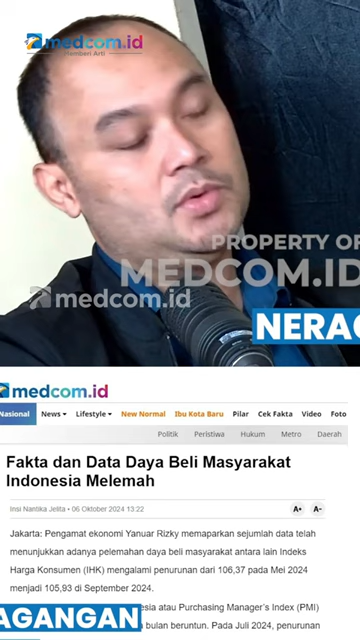 medcom.id
Memberi Arti
PROPERTY OF
MEDCOM.ID
medcom.id
NERAC
medcom.id
Nasional News Lifestyle New Normal Ibu Kota Baru Pilar Cek Fakta Video Foto
Politik Peristiwa Hukum Metro Daerah
Fakta dan Data Daya Beli Masyarakat
Indonesia Melemah
Insi Nantika Jelita • 06 Oktober 2024 13:22
A+ A-
Jakarta: Pengamat ekonomi Yanuar Rizky memaparkan sejumlah data telah
menunjukkan adanya pelemahan daya beli masyarakat antara lain Indeks
Harga Konsumen (IHK) mengalami penurunan dari 106,37 pada Mei 2024
menjadi 105,93 di September 2024.
AGANGAN
esia atau Purchasing Manager's Index (PMI)
bulan beruntun. Pada Juli 2024, penurunan